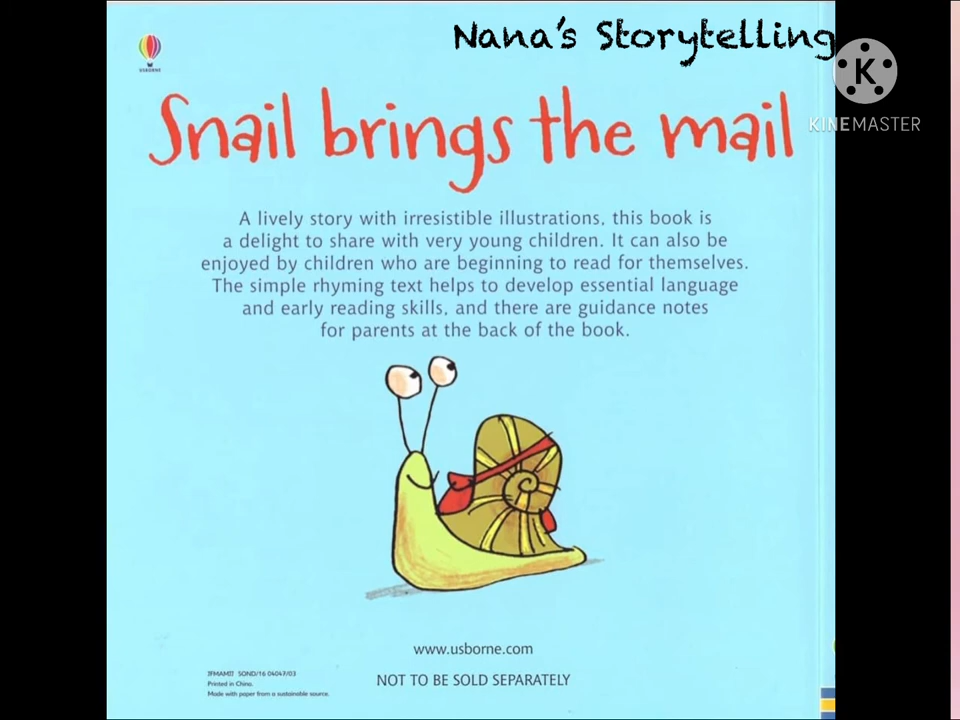 Nana's Storytelling
K
KINEMASTER
USBORNE
Snail brings the mail
A lively story with irresistible illustrations, this book is
a delight to share with very young children. It can also be
enjoyed by children who are beginning to read for themselves.
The simple rhyming text helps to develop essential language
and early reading skills, and there are guidance notes
for parents at the back of the book.
www.usborne.com
NOT TO BE SOLD SEPARATELY
Printed in China.
Made with paper from a sustainable source.